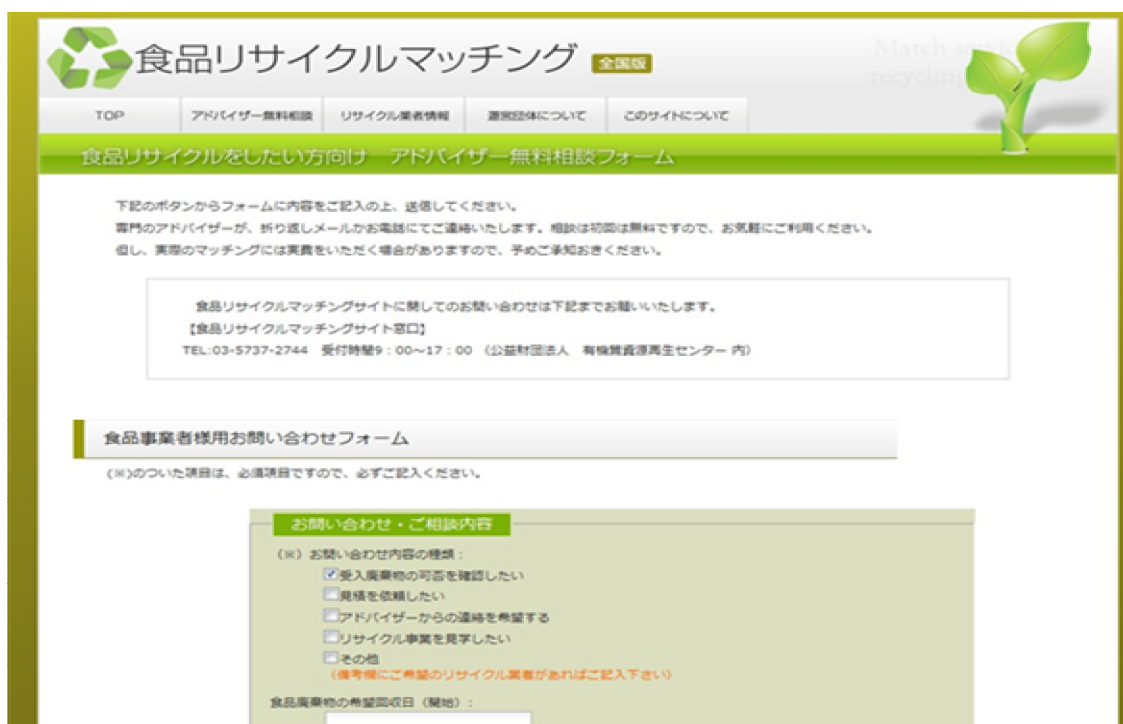 食品リサイクルマッチング 全国版
Match service
recycling
TOP アドバイザー無料相談 リサイクル業者情報 運営団体について このサイトについて
食品リサイクルをしたい方向け アドバイザー無料相談フォーム
下記のボタンからフォームに内容をご記入の上、送信してください。
専門のアドバイザーが、折り返しメールかお電話にてご連絡いたします。相談は初回は無料ですので、お気軽にご利用ください。
但し、実際のマッチングには実費をいただく場合がありますので、予めご承知おきください。
食品リサイクルマッチングサイトに関してのお問い合わせは下記までお願いいたします。
【食品リサイクルマッチングサイト窓口】
TEL:03-5737-2744 受付時間9:00～17:00 （公益財団法人 有機質資源再生センター 内）
食品事業者様用お問い合わせフォーム
(※)のついた項目は、必須項目ですので、必ずご記入ください。
お問い合わせ・ご相談内容
（※）お問い合わせ内容の種類：
受入廃棄物の可否を確認したい
見積を依頼したい
アドバイザーからの連絡を希望する
リサイクル事業を見学したい
その他
（備考欄にご希望のリサイクル業者があればご記入下さい）
食品廃棄物の希望回収日（開始）：